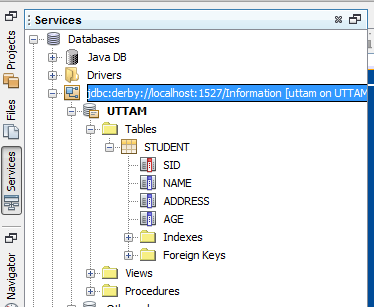 Services
Databases
Java DB
Drivers
jdbc:derby://localhost:1527/Information [uttam on UTTAM
UTTAM
Tables
STUDENT
SID
NAME
ADDRESS
AGE
Indexes
Foreign Keys
Views
Procedures
Projects
Files
Services
Navigator